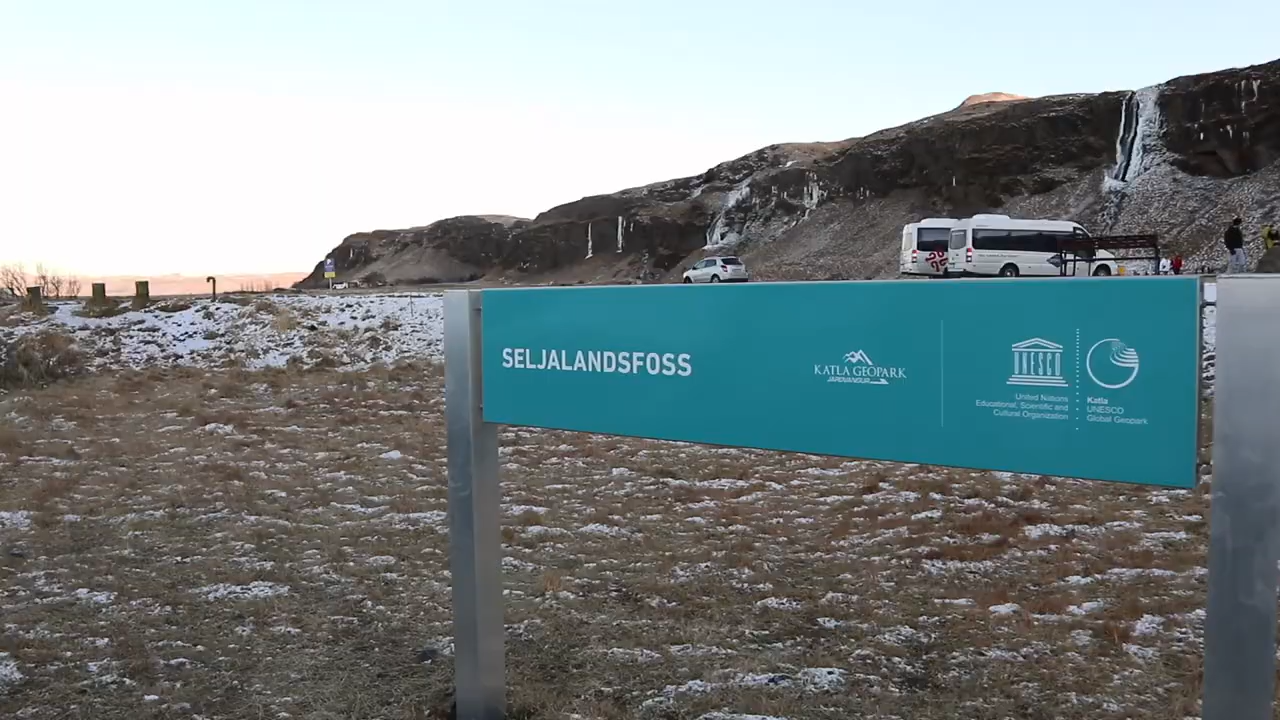 SELJALANDSFOSS
KATLA GEOPARK
JARÐVANGUR
UNESCO
United Nations
Educational, Scientific and
Cultural Organization
Katla
UNESCO
Global Geopark